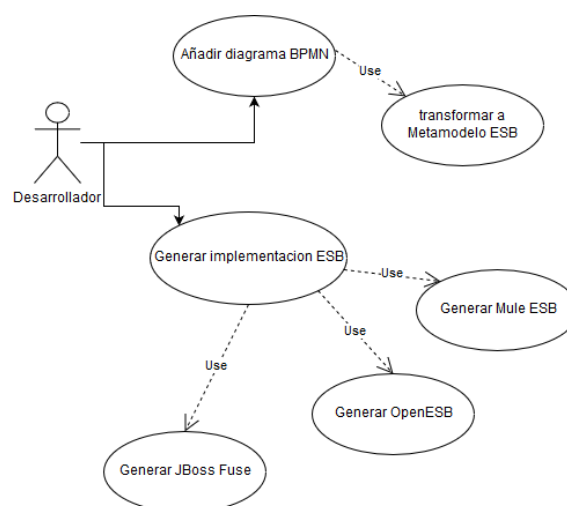 Añadir diagrama BPMN
Use
transformar a
Metamodelo ESB
Desarrollador
Generar implementacion ESB
Use
Generar Mule ESB
Use
Use
Generar OpenESB
Generar JBoss Fuse